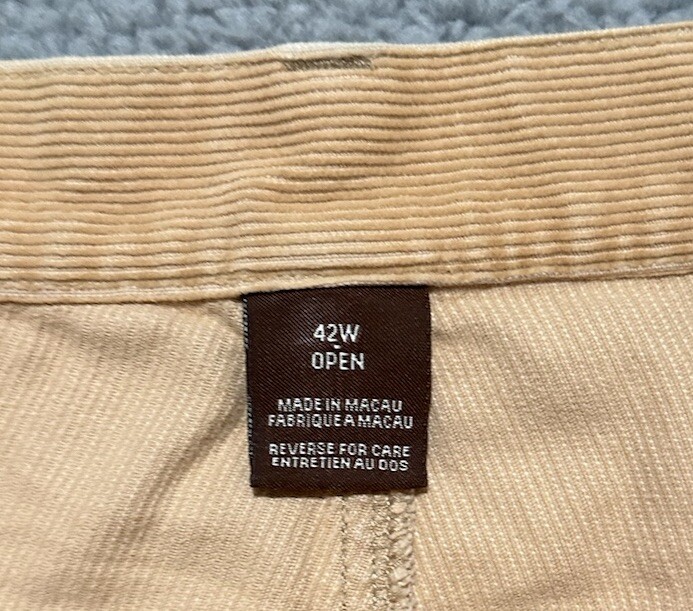 42W
-
OPEN
MADE IN MACAU
FABRIQUE A MACAU
REVERSE FOR CARE
ENTRETIEN AU DOS